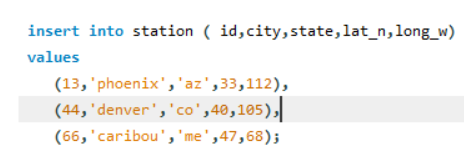 insert into station ( id,city,state,lat_n,long_w)
values
(13,'phoenix','az',33,112),
(44,'denver','co',40,105),
(66,'caribou','me',47,68);